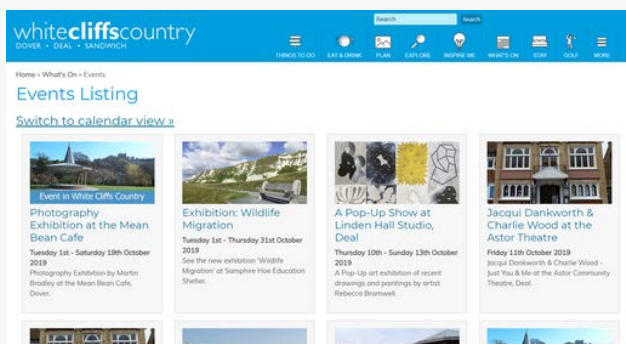 Search
Search
whitecliffscountry
DOVER • DEAL • SANDWICH
THINGS TO DO
EAT & DRINK
PLAN
EXPLORE
INSPIRE ME
WHAT'S ON
STAY
GOLF
MORE
Home » What's On » Events
Events Listing
Switch to calendar view »
Event in White Cliffs Country
Photography
Exhibition at the Mean
Bean Cafe
Tuesday 1st - Saturday 19th October
2019
Photography Exhibition by Martin
Bradley at the Mean Bean Cafe,
Dover.
Exhibition: Wildlife
Migration
Tuesday 1st - Thursday 31st October
2019
See the new exhibition 'Wildlife
Migration' at Samphire Hoe Education
Shelter.
A Pop-Up Show at
Linden Hall Studio,
Deal
Thursday 10th - Sunday 13th October
2019
A Pop-Up art exhibition of recent
drawings and paintings by artist
Rebecca Bramwell.
Jacqui Dankworth &
Charlie Wood at the
Astor Theatre
Friday 11th October 2019
Jacqui Dankworth & Charlie Wood -
Just You & Me at the Astor Community
Theatre, Deal.